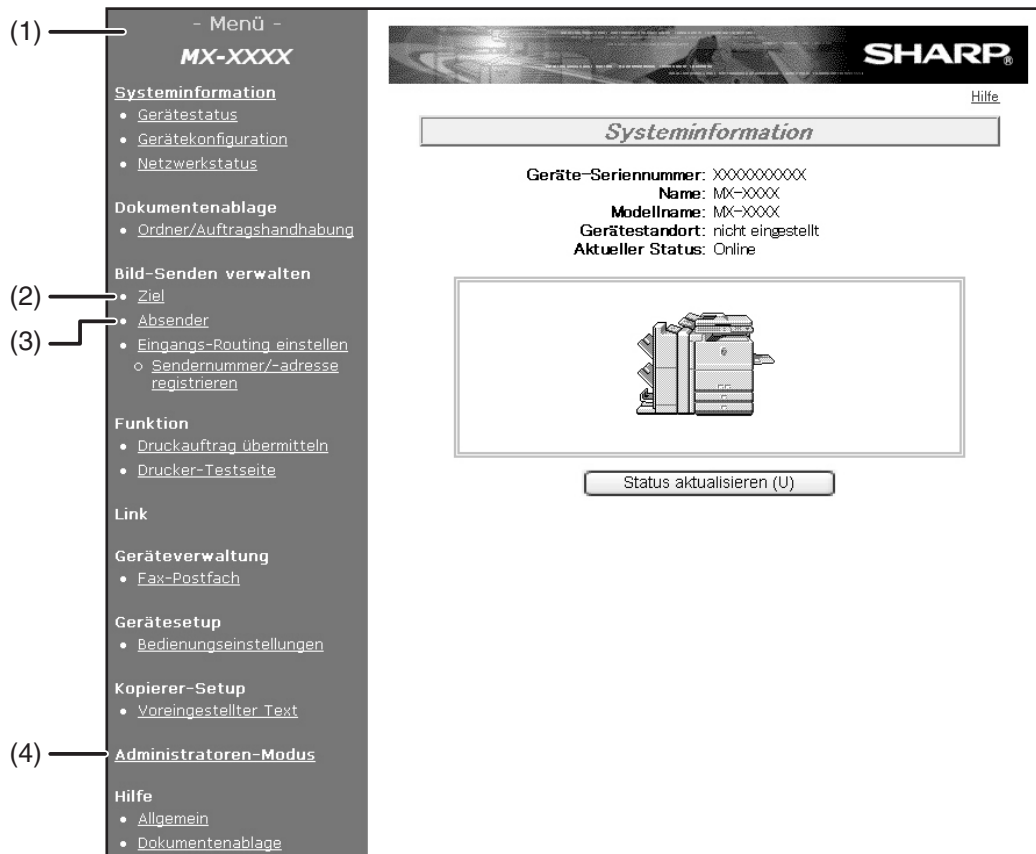 (1)
- Menü -
MX-XXXX
Systeminformation
• Gerätestatus
• Gerätekonfiguration
• Netzwerkstatus
Dokumentenablage
• Ordner/Auftragshandhabung
Bild-Senden verwalten
(2)
• Ziel
(3)
• Absender
• Eingangs-Routing einstellen
○ Sendernummer/-adresse
registrieren
Funktion
• Druckauftrag übermitteln
• Drucker-Testseite
Link
Geräteverwaltung
• Fax-Postfach
Gerätesetup
• Bedienungseinstellungen
Kopierer-Setup
• Voreingestellter Text
(4)
Administratoren-Modus
Hilfe
• Allgemein
• Dokumentenablage
SHARP®
Hilfe
Systeminformation
Geräte-Seriennummer: XXXXXXXXXX
Name: MX-XXXX
Modellname: MX-XXXX
Gerätestandort: nicht eingestellt
Aktueller Status: Online
Status aktualisieren (U)